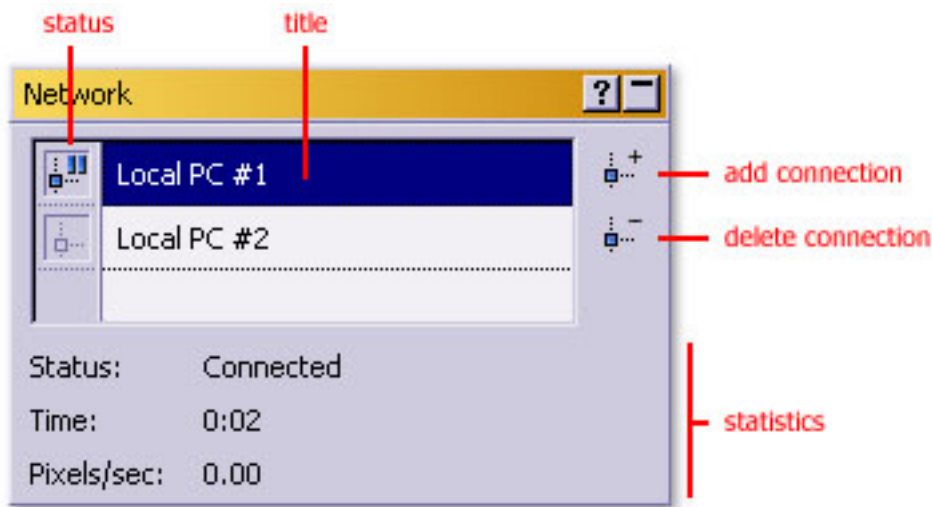 status title
Network ?
Local PC #1
add connection
Local PC #2
delete connection
Status: Connected
Time: 0:02
statistics
Pixels/sec: 0.00